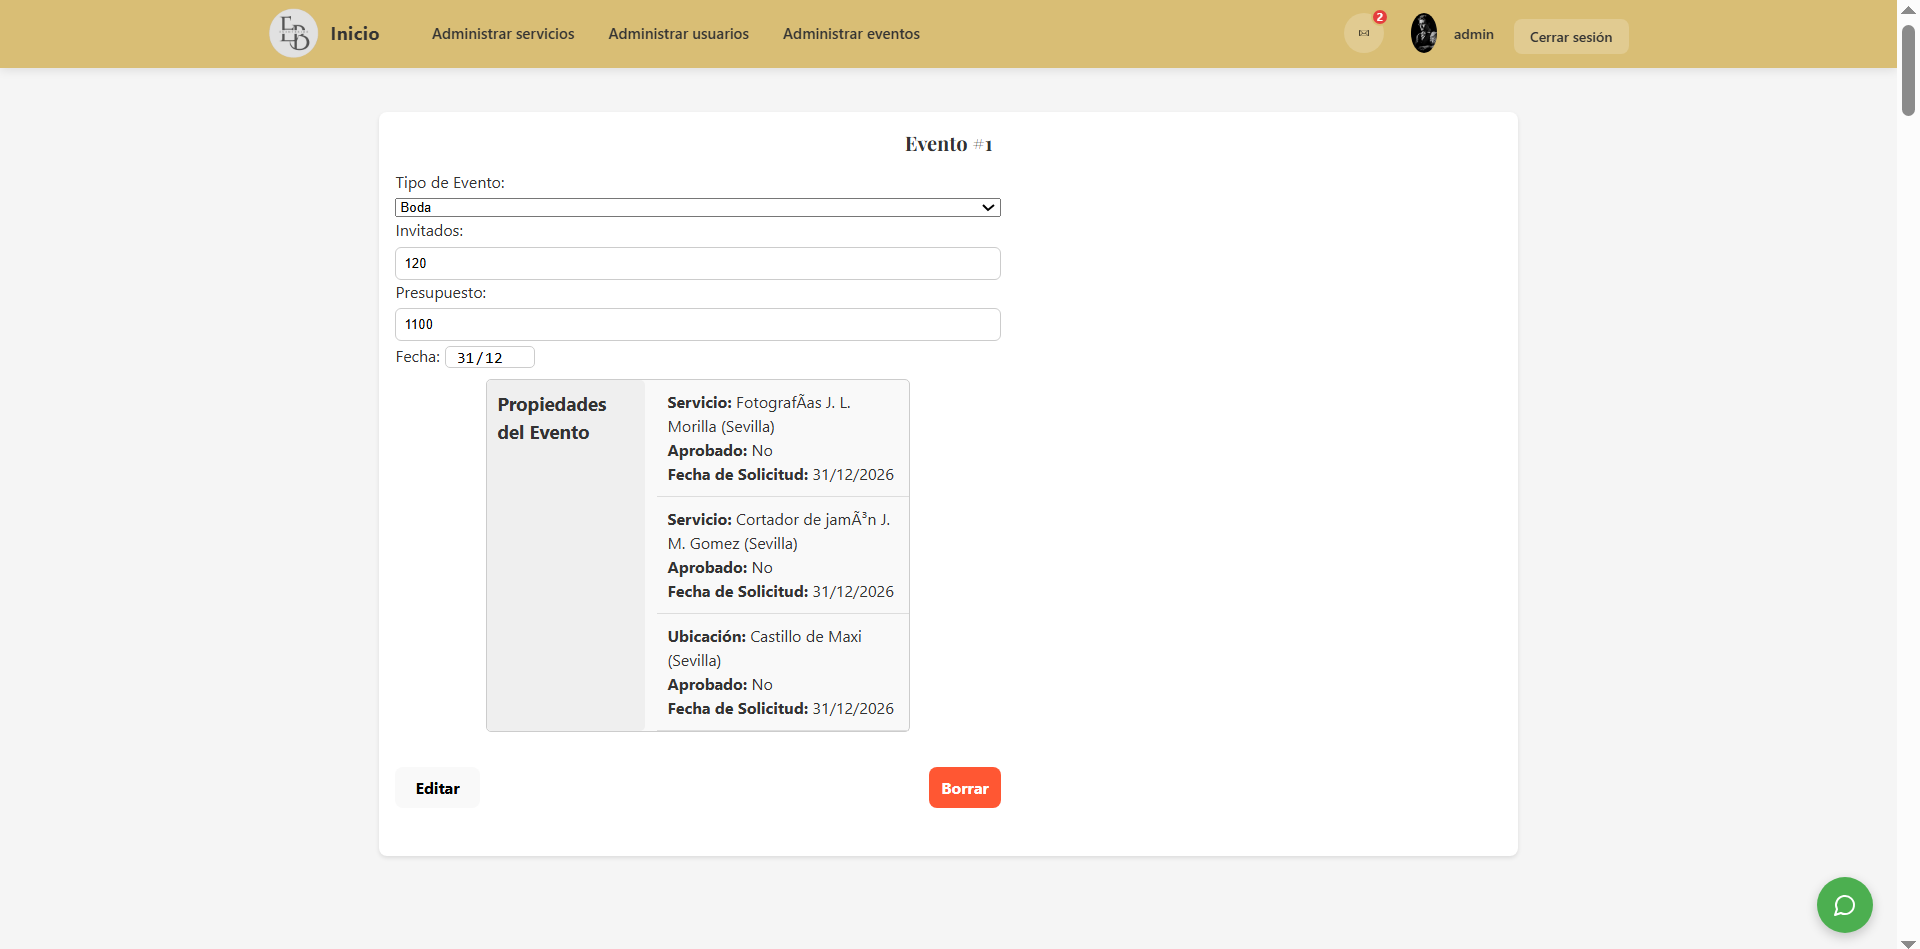 EB
Inicio
Administrar servicios
Administrar usuarios
Administrar eventos
2
admin
Cerrar sesión
Evento #1
Tipo de Evento:
Boda
Invitados:
120
Presupuesto:
1100
Fecha: 31/12
Propiedades
del Evento
Servicio: FotografÃas J. L.
Morilla (Sevilla)
Aprobado: No
Fecha de Solicitud: 31/12/2026
Servicio: Cortador de jamÃ³n J.
M. Gomez (Sevilla)
Aprobado: No
Fecha de Solicitud: 31/12/2026
Ubicación: Castillo de Maxi
(Sevilla)
Aprobado: No
Fecha de Solicitud: 31/12/2026
Editar
Borrar